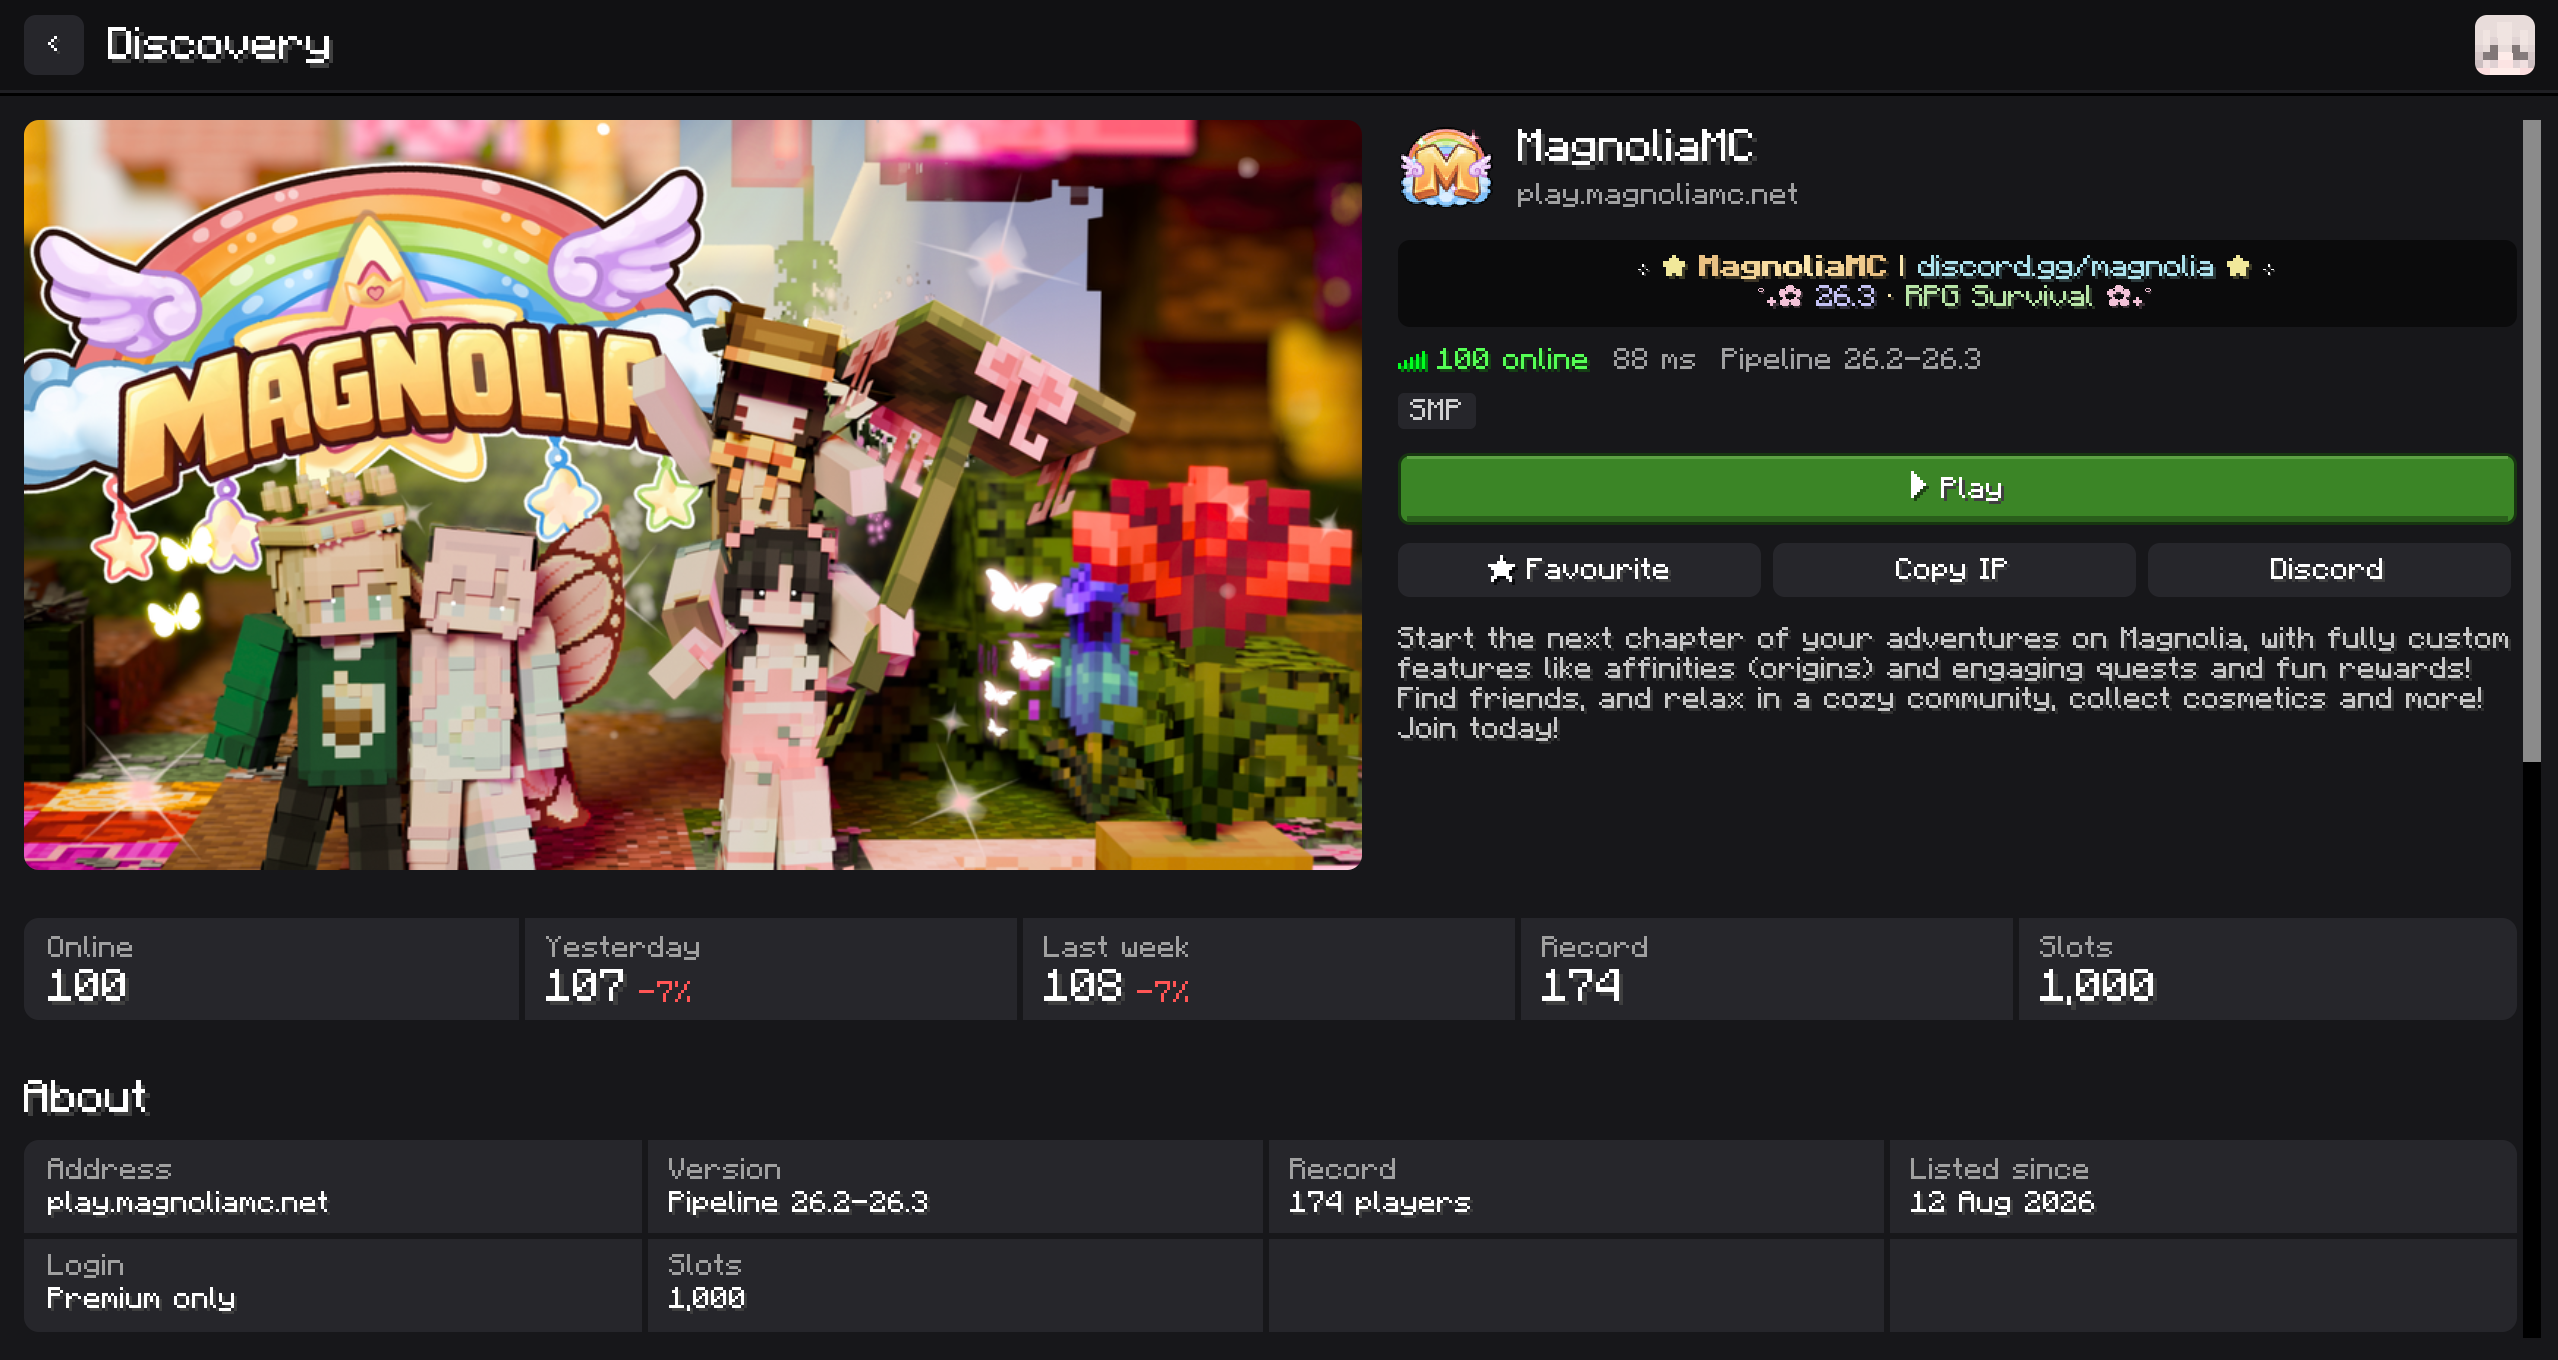 Discovery
MAGNOLIA
M
MagnoliaMC
play.magnoliamc.net
MagnoliaMC | discord.gg/magnolia
26.3 · RPG Survival
100 online 88 ms Pipeline 26.2-26.3
SMP
Play
Favourite
Copy IP
Discord
Start the next chapter of your adventures on Magnolia, with fully custom
features like affinities (origins) and engaging quests and fun rewards!
Find friends, and relax in a cozy community, collect cosmetics and more!
Join today!
Online
100
Yesterday
107 -7%
Last week
108 -7%
Record
174
Slots
1,000
About
Address
play.magnoliamc.net
Version
Pipeline 26.2-26.3
Record
174 players
Listed since
12 Aug 2026
Login
Premium only
Slots
1,000